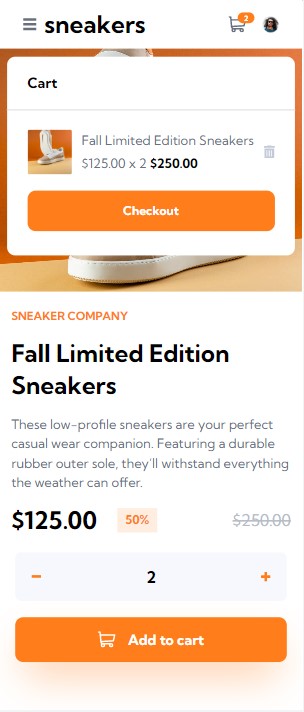 sneakers
2
Cart
Fall Limited Edition Sneakers
$125.00 x 2 $250.00
Checkout
SNEAKER COMPANY
Fall Limited Edition
Sneakers
These low-profile sneakers are your perfect
casual wear companion. Featuring a durable
rubber outer sole, they'll withstand everything
the weather can offer.
$125.00 50% $250.00
- 2 +
Add to cart